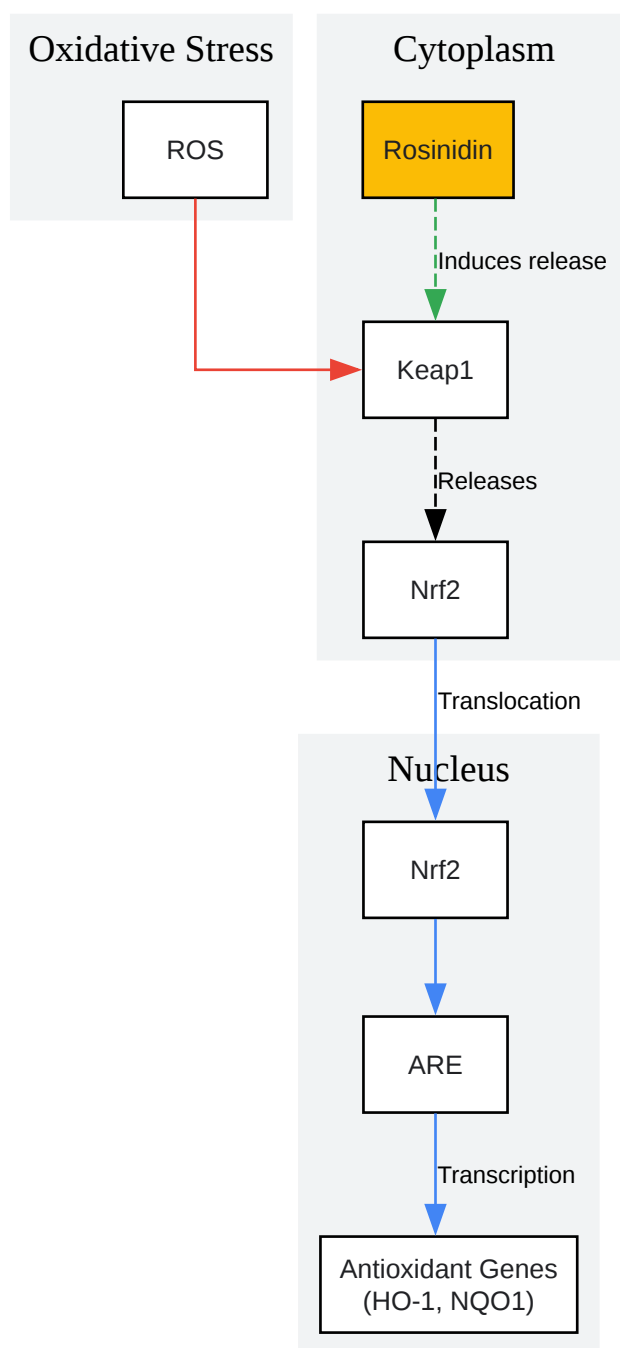 Oxidative Stress
Cytoplasm
ROS
Rosinidin
Induces release
Keap1
Releases
Nrf2
Translocation
Nucleus
Nrf2
ARE
Transcription
Antioxidant Genes
(HO-1, NQO1)